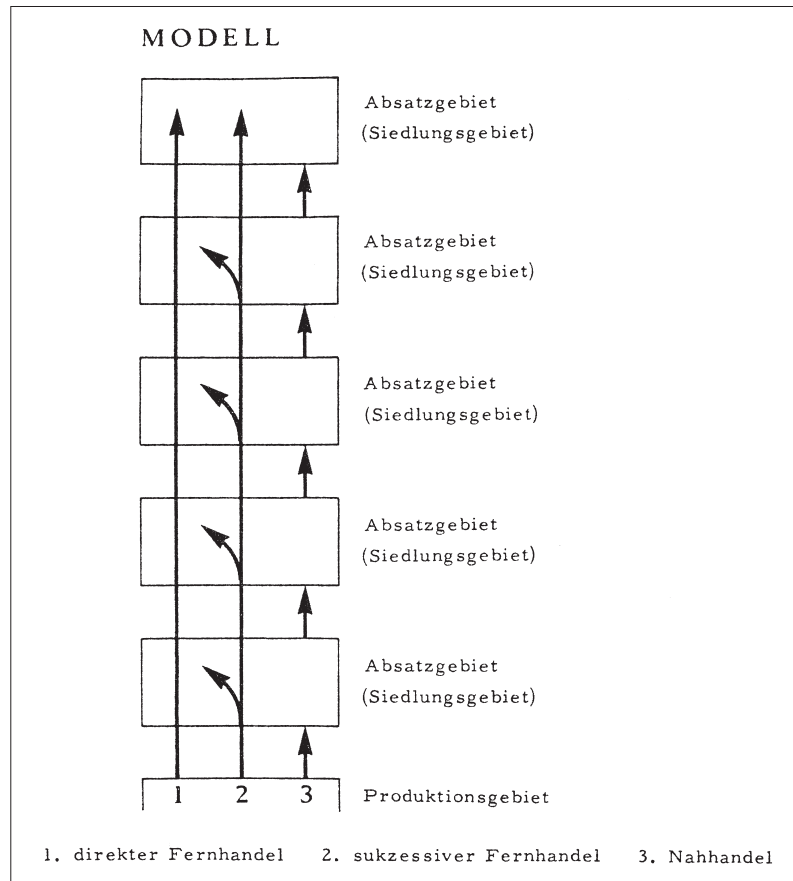 MODELL
Absatzgebiet
(Siedlungsgebiet)
Absatzgebiet
(Siedlungsgebiet)
Absatzgebiet
(Siedlungsgebiet)
Absatzgebiet
(Siedlungsgebiet)
Absatzgebiet
(Siedlungsgebiet)
1 2 3 Produktionsgebiet
1. direkter Fernhandel 2. sukzessiver Fernhandel 3. Nahhandel